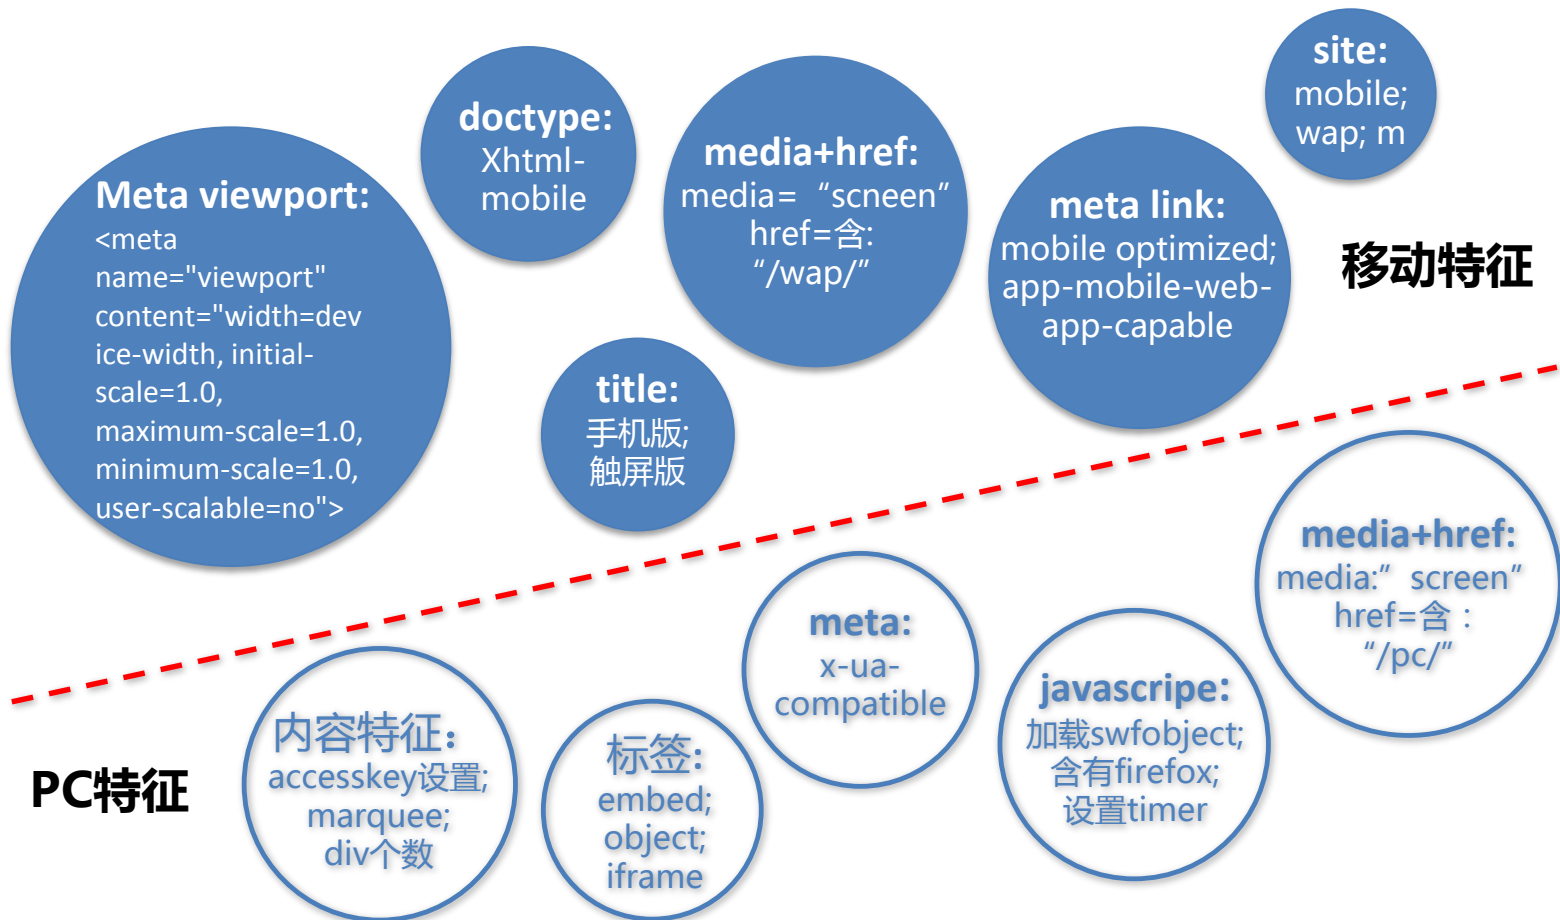 Meta viewport:
<meta
name="viewport"
content="width=dev
ice-width, initial-
scale=1.0,
maximum-scale=1.0,
minimum-scale=1.0,
user-scalable=no">
doctype:
Xhtml-
mobile
title:
手机版;
触屏版
media+href:
media= “scneen”
href=含:
“/wap/”
meta link:
mobile optimized;
app-mobile-web-
app-capable
site:
mobile;
wap; m
移动特征
PC特征
内容特征：
accesskey设置;
marquee;
div个数
标签:
embed;
object;
iframe
meta:
x-ua-
compatible
javascripe:
加载swfobject;
含有firefox;
设置timer
media+href:
media:” screen”
href=含：
“/pc/”